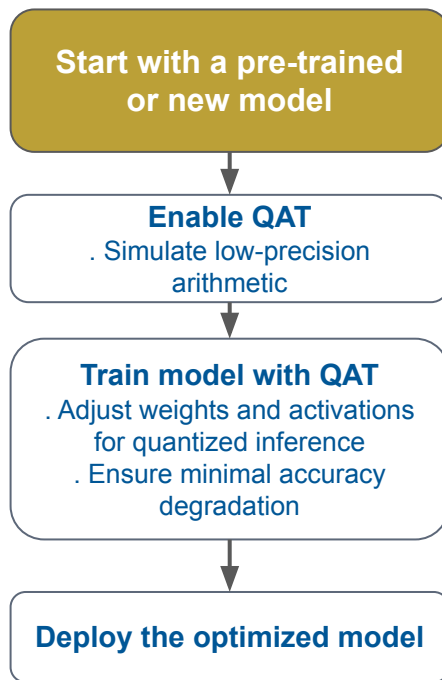 Start with a pre-trained
or new model
Enable QAT
. Simulate low-precision
arithmetic
Train model with QAT
. Adjust weights and activations
for quantized inference
. Ensure minimal accuracy
degradation
Deploy the optimized model